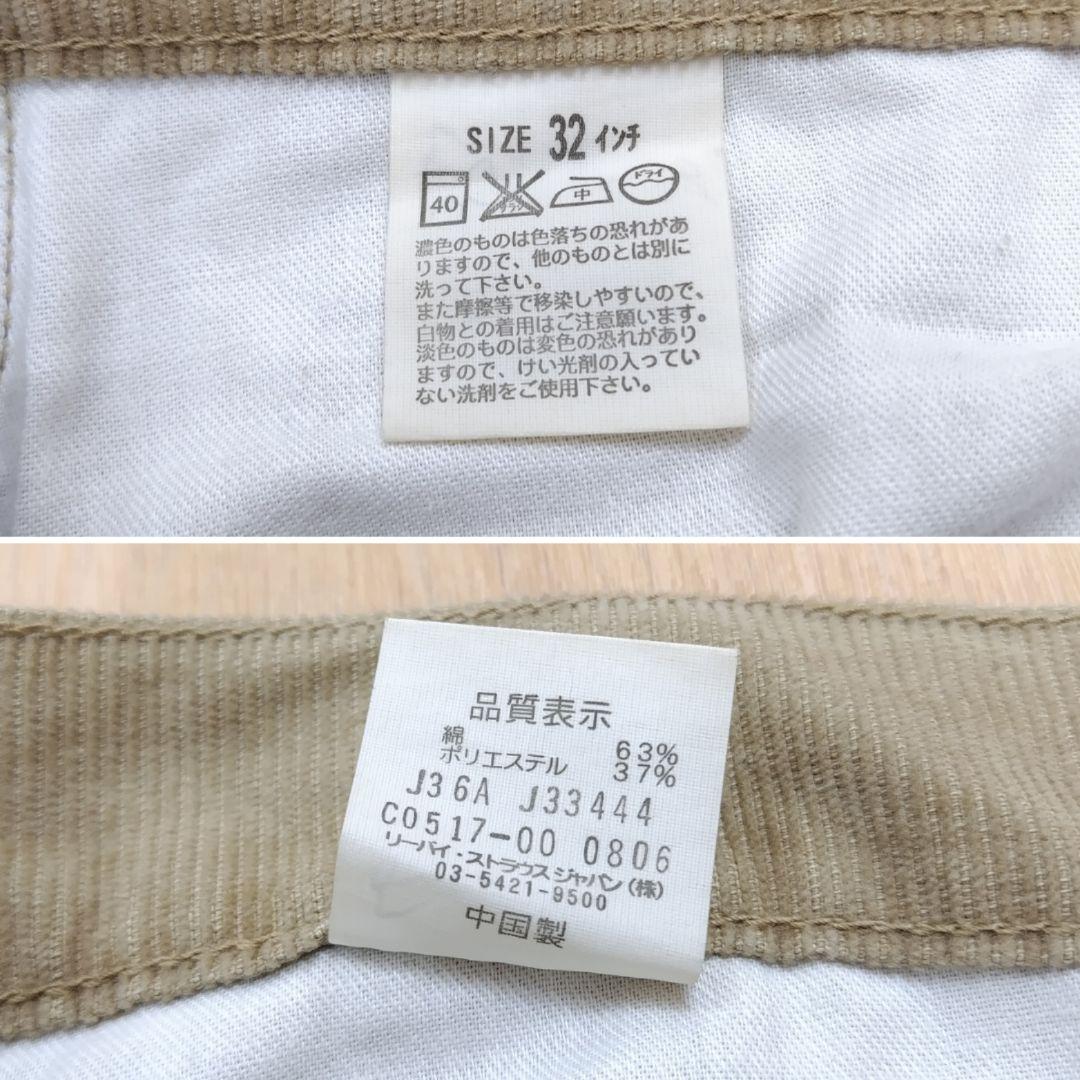 SIZE 32 インチ
40 エンソサラシ 中 ドライ
濃色のものは色落ちの恐れがあ
りますので、他のものとは別に
洗って下さい。
また摩擦等で移染しやすいので、
白物との着用はご注意願います。
淡色のものは変色の恐れがあり
ますので、けい光剤の入ってい
ない洗剤をご使用下さい。
品質表示
綿 63%
ポリエステル 37%
J36A J33444
C0517-00 0806
リーバイ・ストラウスジャパン(株)
03-5421-9500
中国製